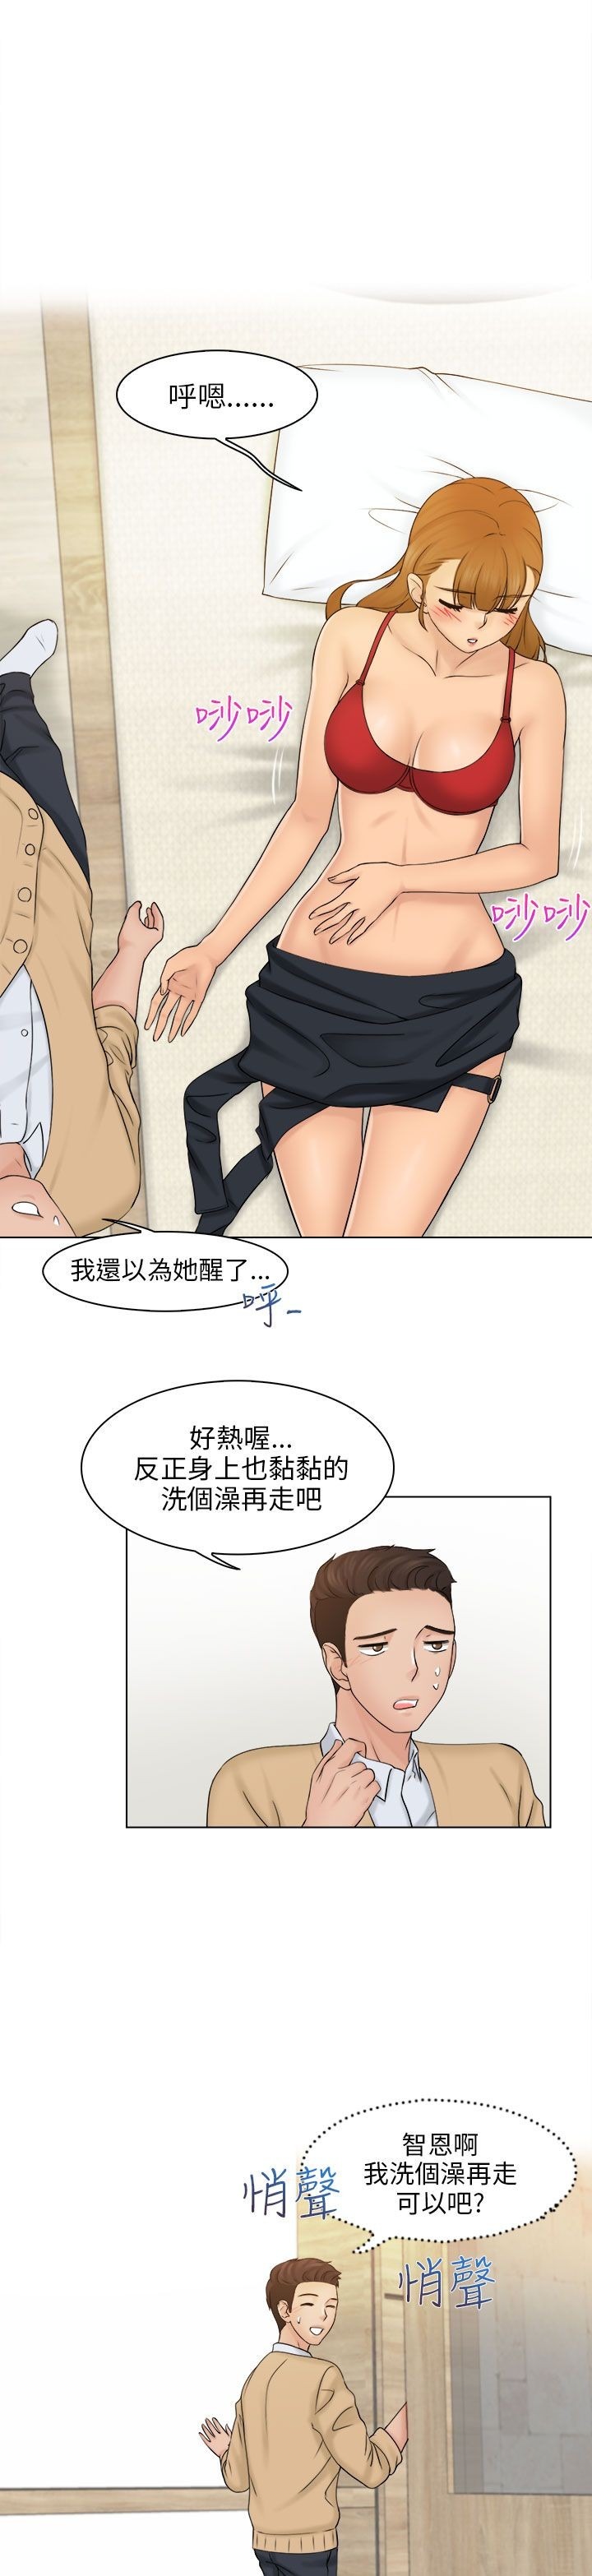 呼嗯......
唦唦
唦唦
我還以為她醒了...
呼-
好熱喔...
反正身上也黏黏的
洗個澡再走吧
智恩啊
我洗個澡再走
可以吧?
悄聲
悄聲